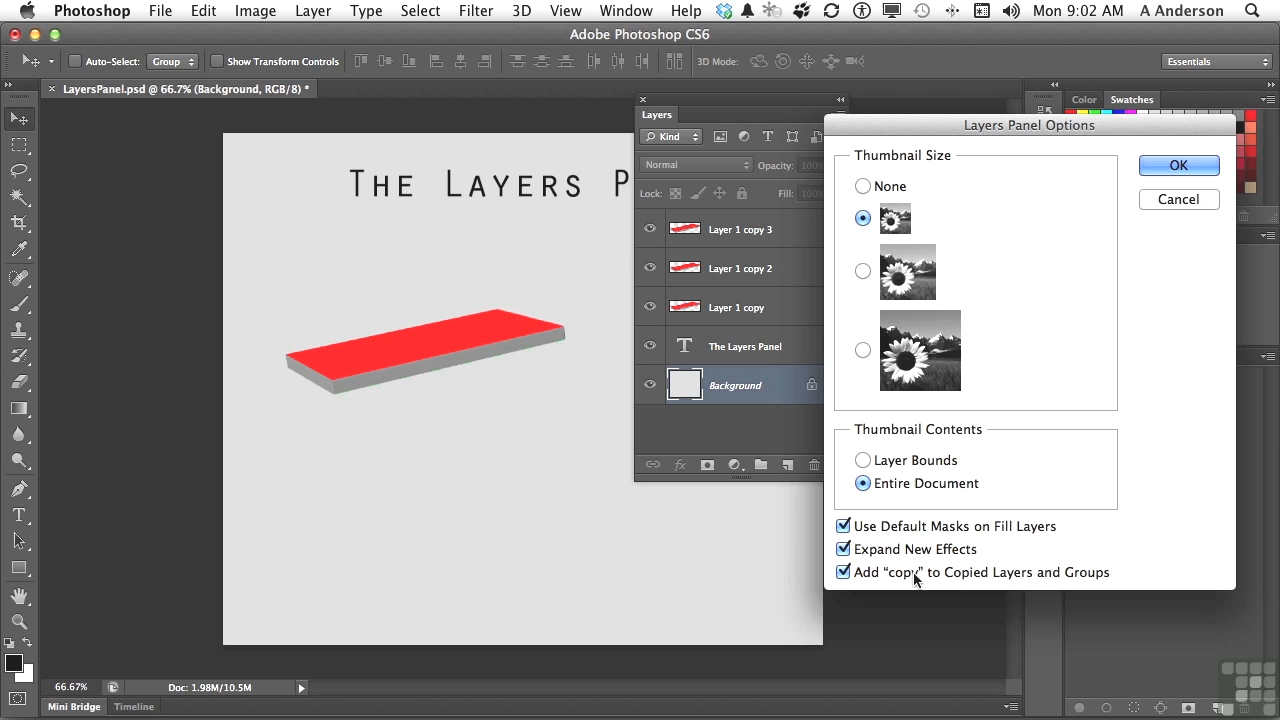 Photoshop File Edit Image Layer Type Select Filter 3D View Window Help Mon 9:02 AM A Anderson
Adobe Photoshop CS6
Auto-Select: Group Show Transform Controls 3D Mode: Essentials
LayersPanel.psd @ 66.7% (Background, RGB/8) *
Color Swatches
Layers
Kind T
Normal Opacity: 100%
Lock: Fill: 100%
Layer 1 copy 3
Layer 1 copy 2
Layer 1 copy
T The Layers Panel
Background
fx
The Layers P
Layers Panel Options
Thumbnail Size
OK
None
Cancel
Thumbnail Contents
Layer Bounds
Entire Document
Use Default Masks on Fill Layers
Expand New Effects
Add “copy” to Copied Layers and Groups
T
66.67% Doc: 1.98M/10.5M
Mini Bridge Timeline